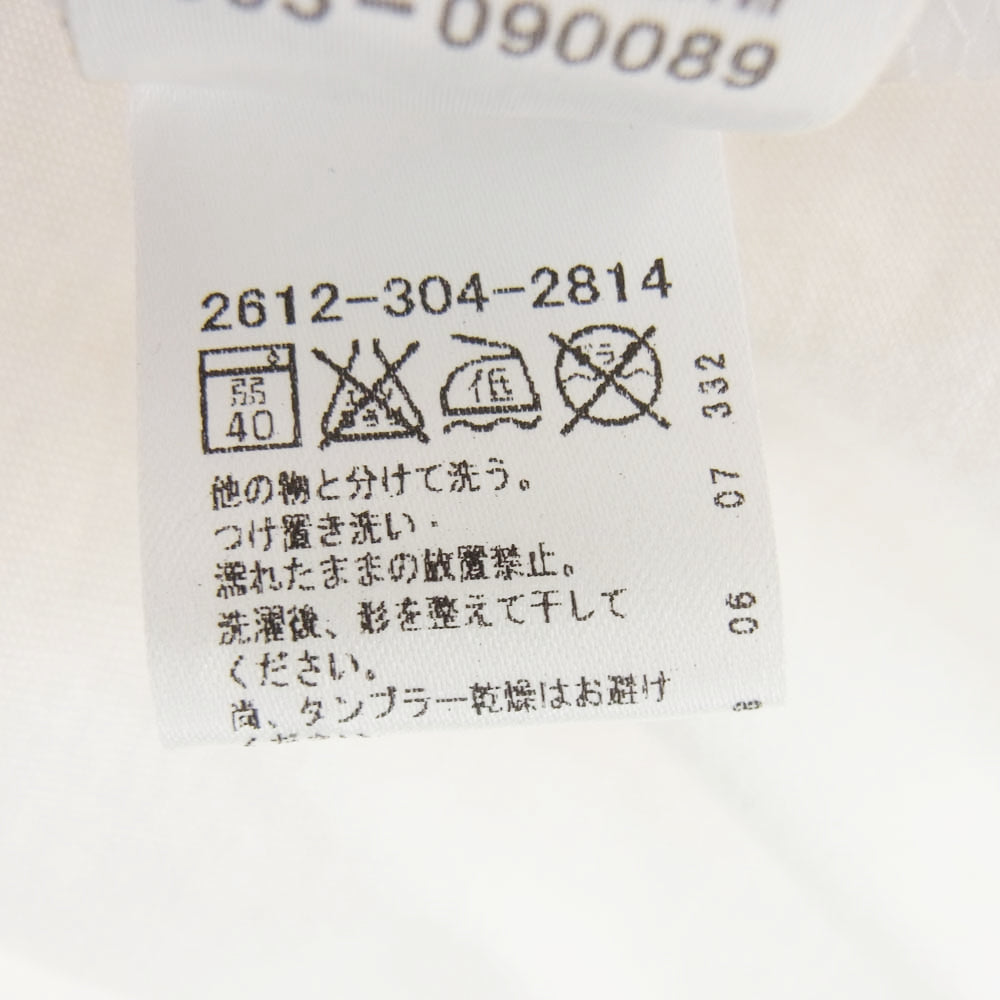 -090089
2612-304-2814
弱
40
低
332
07
他の物と分けて洗う。
つけ置き洗い・
濡れたままの放置禁止。
05
洗濯後、形を整えて干して
ください。
尚、タンブラー乾燥はお避け